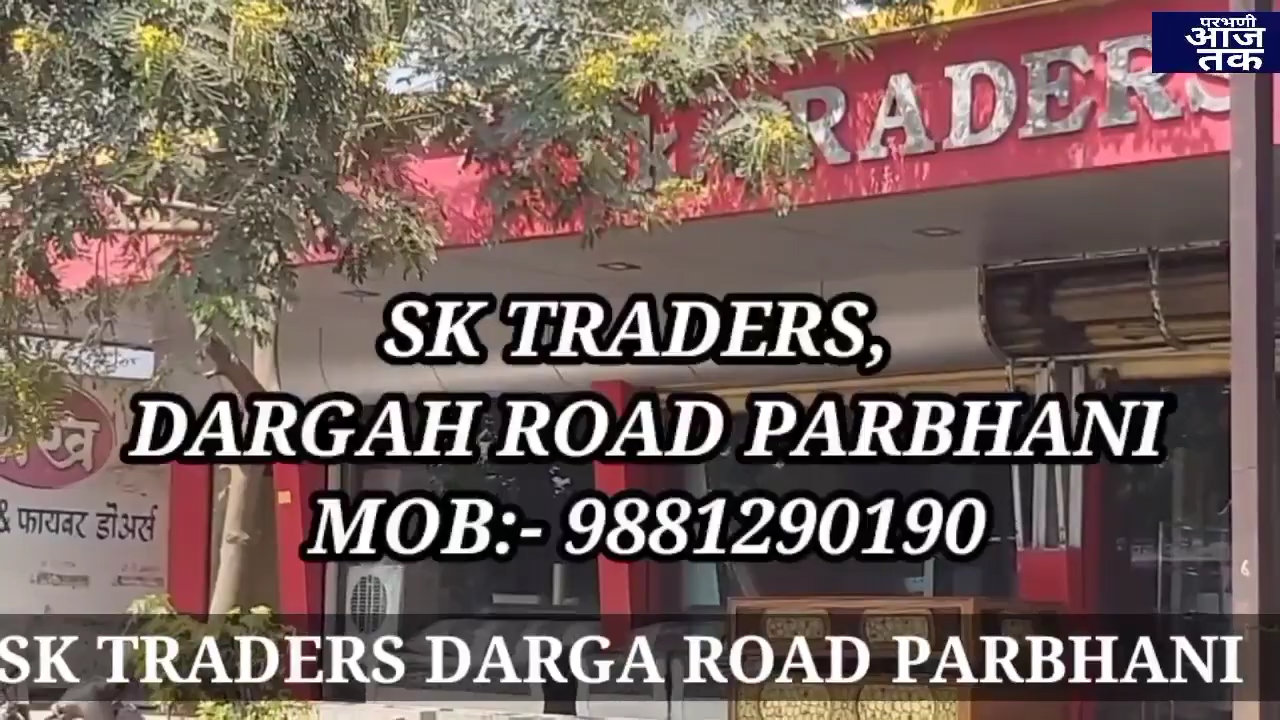 परभणी
आज
तक
TRADERS
SK TRADERS,
DARGAH ROAD PARBHANI
MOB:- 9881290190
& फायबर डोअर्स
SK TRADERS DARGA ROAD PARBHANI